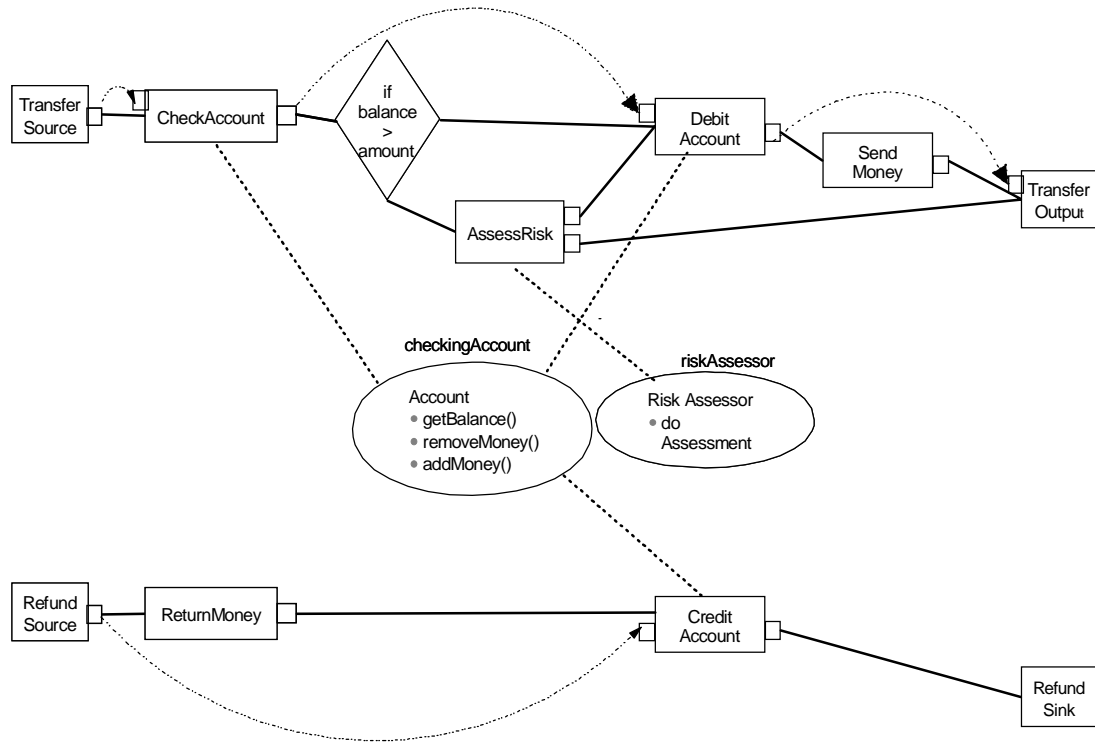 Transfer
Source
CheckAccount
if
balance
>
amount
Debit
Account
Send
Money
Transfer
Output
AssessRisk
checkingAccount
Account
• getBalance()
• removeMoney()
• addMoney()
riskAssessor
Risk Assessor
• do
Assessment
Refund
Source
ReturnMoney
Credit
Account
Refund
Sink